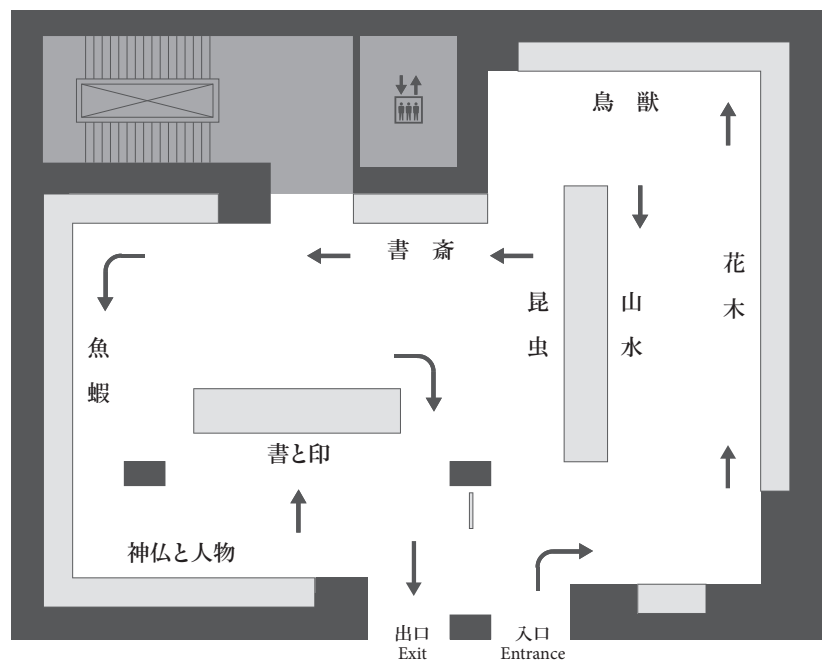 鳥 獣
書 斎
花木
昆虫
山水
魚蝦
書と印
神仏と人物
出口
Exit
入口
Entrance